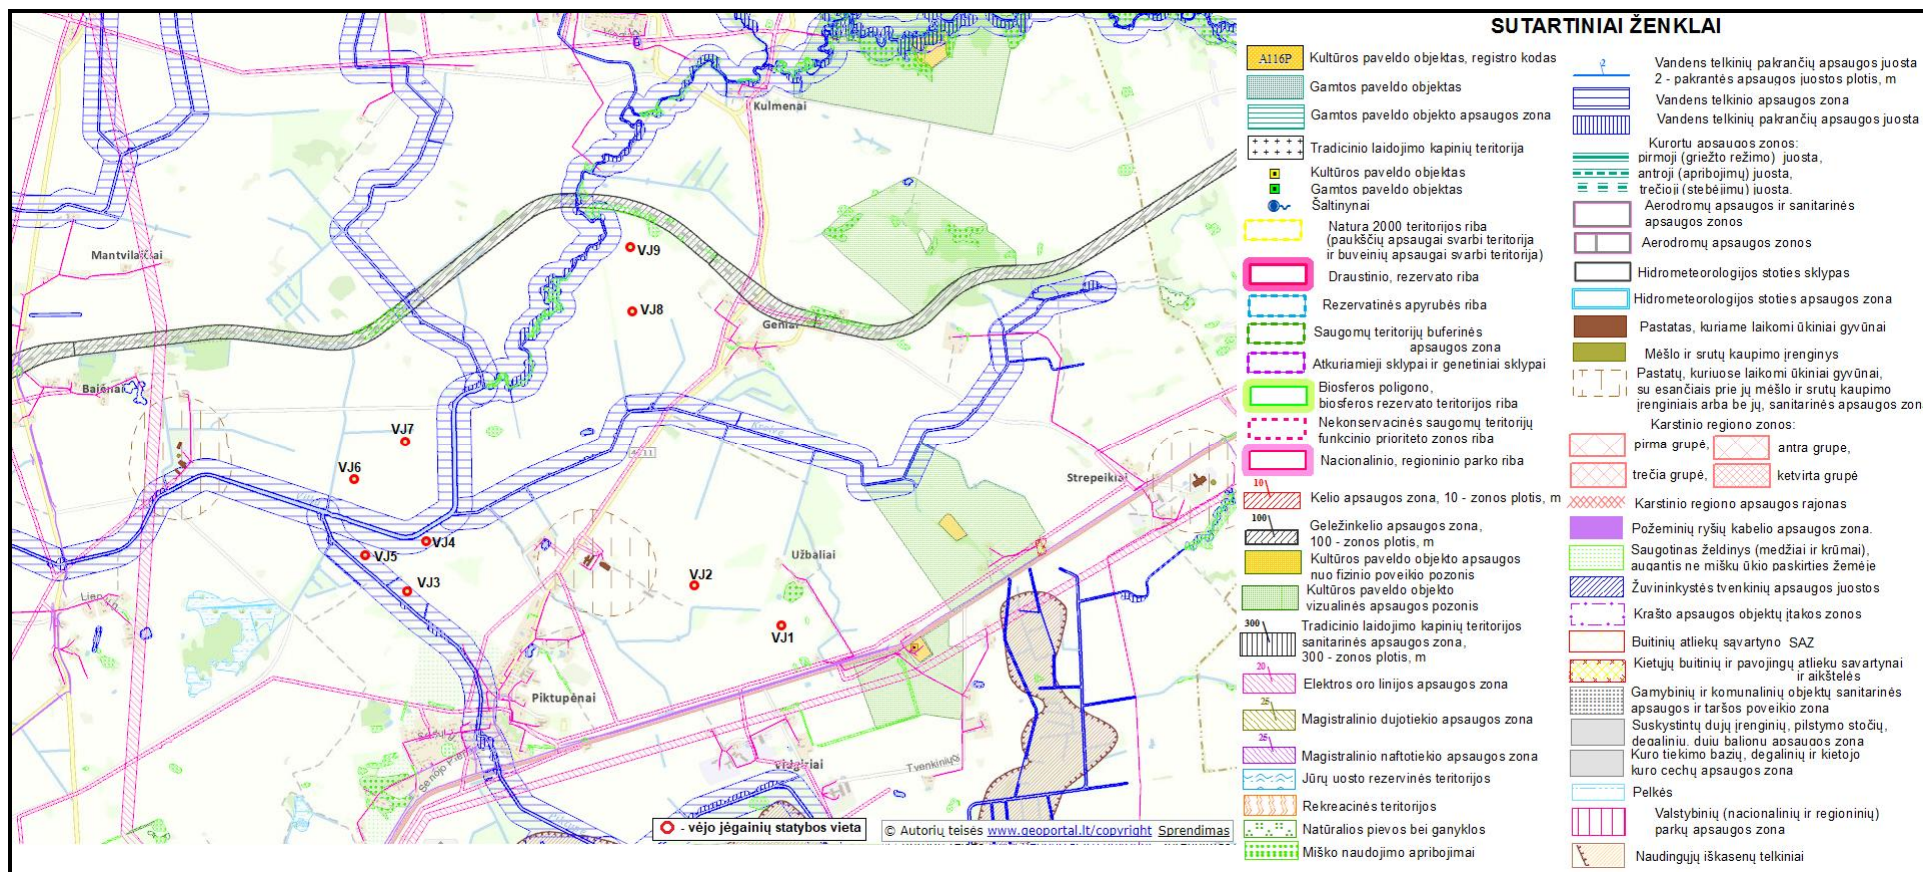 Kulmenai
Mantvilaičiai
VJ9
VJ8
Geniai
Bajėnai
VJ7
4211
VJ6
Strepeikiai
VJ4
VJ5
Užbaliai
VJ2
VJ3
VJ1
Piktupėnai
Tvenkinių
- vėjo jėgainių statybos vieta
© Autorių teisės www.geoportal.lt/copyright Sprendimas
SUTARTINIAI ŽENKLAI
A116P Kultūros paveldo objektas, registro kodas
Gamtos paveldo objektas
Gamtos paveldo objekto apsaugos zona
Tradicinio laidojimo kapinių teritorija
Kultūros paveldo objektas
Gamtos paveldo objektas
Šaltinynai
Natura 2000 teritorijos riba
(paukščių apsaugai svarbi teritorija
ir buveinių apsaugai svarbi teritorija)
Draustinio, rezervato riba
Rezervatinės apyrubės riba
Saugomų teritorijų buferinės
apsaugos zona
Atkuriamieji sklypai ir genetiniai sklypai
Biosferos poligono,
biosferos rezervato teritorijos riba
Nekonservacinės saugomų teritorijų
funkcinio prioriteto zonos riba
Nacionalinio, regioninio parko riba
10
Kelio apsaugos zona, 10 - zonos plotis, m
100
Geležinkelio apsaugos zona,
100 - zonos plotis, m
Kultūros paveldo objekto apsaugos
nuo fizinio poveikio pozonis
Kultūros paveldo objekto
vizualinės apsaugos pozonis
300
Tradicinio laidojimo kapinių teritorijos
sanitarinės apsaugos zona,
300 - zonos plotis, m
20
Elektros oro linijos apsaugos zona
25
Magistralinio dujotiekio apsaugos zona
25
Magistralinio naftotiekio apsaugos zona
Jūrų uosto rezervinės teritorijos
Rekreacinės teritorijos
Natūralios pievos bei ganyklos
Miško naudojimo apribojimai
2
Vandens telkinių pakrančių apsaugos juosta
2 - pakrantės apsaugos juostos plotis, m
Vandens telkinio apsaugos zona
Vandens telkinių pakrančių apsaugos juosta
Kurortu apsaugos zonos:
pirmoji (griežto režimo) juosta,
antroji (apribojimų) juosta,
trečioji (stebėjimų) juosta.
Aerodromų apsaugos ir sanitarinės
apsaugos zonos
Aerodromų apsaugos zonos
Hidrometeorologijos stoties sklypas
Hidrometeorologijos stoties apsaugos zona
Pastatas, kuriame laikomi ūkiniai gyvūnai
Mėšlo ir srutų kaupimo įrenginys
Pastatų, kuriuose laikomi ūkiniai gyvūnai,
su esančiais prie jų mėšlo ir srutų kaupimo
įrenginiais arba be jų, sanitarinės apsaugos zon
Karstinio regiono zonos:
pirma grupė, antra grupe,
trečia grupė, ketvirta grupė
Karstinio regiono apsaugos rajonas
Požeminių ryšių kabelio apsaugos zona.
Saugotinas želdinys (medžiai ir krūmai),
augantis ne miškų ūkio paskirties žemėje
Žuvininkystės tvenkinių apsaugos juostos
Krašto apsaugos objektų įtakos zonos
Buitinių atliekų sąvartyno SAZ
Kietųjų buitinių ir pavojingų atlieku savartynai
ir aikštelės
Gamybinių ir komunalinių objektų sanitarinės
apsaugos ir taršos poveikio zona
Suskystintų dujų įrenginių, pilstymo stočių,
degalinių, dujų balionų apsaugos zona
Kuro tiekimo bazių, degalinių ir kietojo
kuro cechų apsaugos zona
Pelkės
Valstybinių (nacionalinių ir regioninių)
parkų apsaugos zona
Naudingųjų iškasenų telkiniai